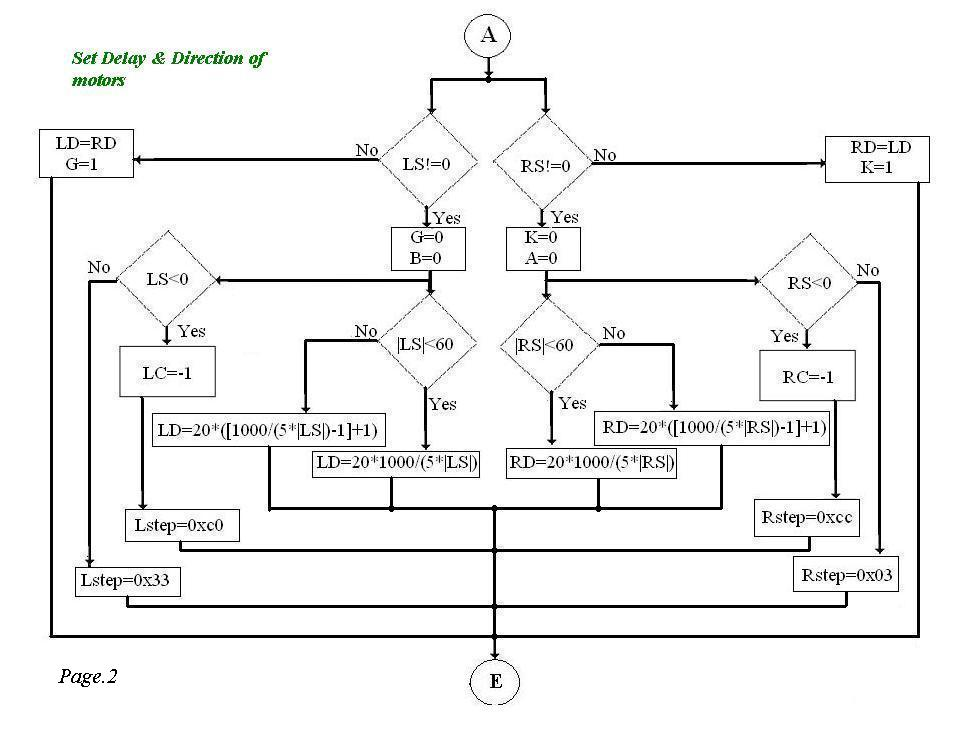 A
Set Delay & Direction of
motors
LD=RD
G=1
No
LS!=0
RS!=0
No
RD=LD
K=1
Yes
Yes
G=0
B=0
K=0
A=0
No
LS<0
RS<0
No
Yes
No
|LS|<60
|RS|<60
No
Yes
LC=-1
RC=-1
Yes
Yes
LD=20*([1000/(5*|LS|)-1]+1)
RD=20*([1000/(5*|RS|)-1]+1)
LD=20*1000/(5*|LS|)
RD=20*1000/(5*|RS|)
Lstep=0xc0
Rstep=0xcc
Lstep=0x33
Rstep=0x03
Page.2
E